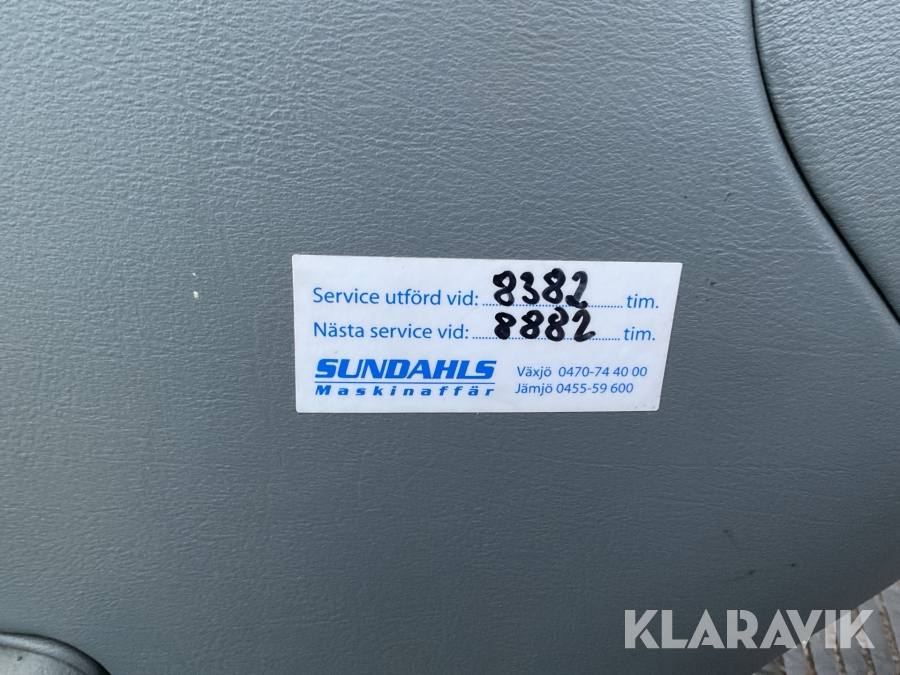 Service utförd vid: 8382 tim.
Nästa service vid: 8882 tim.
SUNDAHLS
Maskinaffär
Växjö 0470-74 40 00
Jämjö 0455-59 600
KLARAVIK